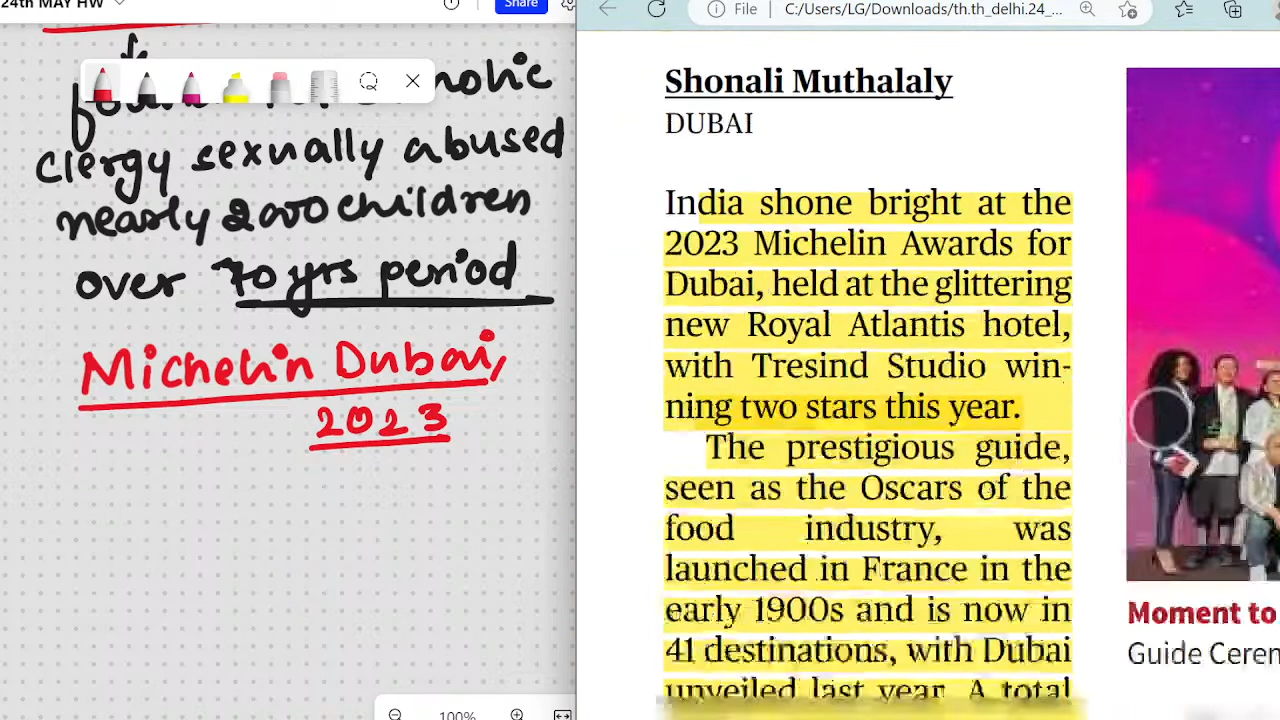 24th MAY HW
Share
nolic
clergy sexually abused
nearly 2000 children
over 70 yrs period
Michelin Dubai,
2023
100%
File
C:/Users/LG/Downloads/th.th_delhi.24_...
Shonali Muthalaly
DUBAI
India shone bright at the
2023 Michelin Awards for
Dubai, held at the glittering
new Royal Atlantis hotel,
with Tresind Studio win-
ning two stars this year.
The prestigious guide,
seen as the Oscars of the
food industry, was
launched in France in the
early 1900s and is now in
41 destinations, with Dubai
unveiled last year. A total
Moment to
Guide Ceren